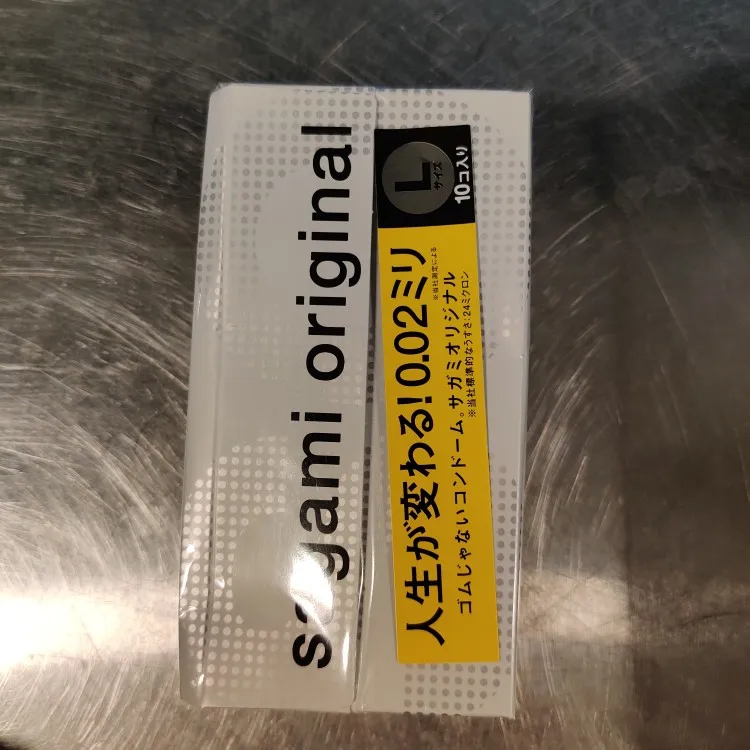 sagami original
Lサイズ
10コ入り
人生が変わる!0.02ミリ
※当社測定による
ゴムじゃないコンドーム。サガミオリジナル
※当社標準的なうすさ:24ミクロン